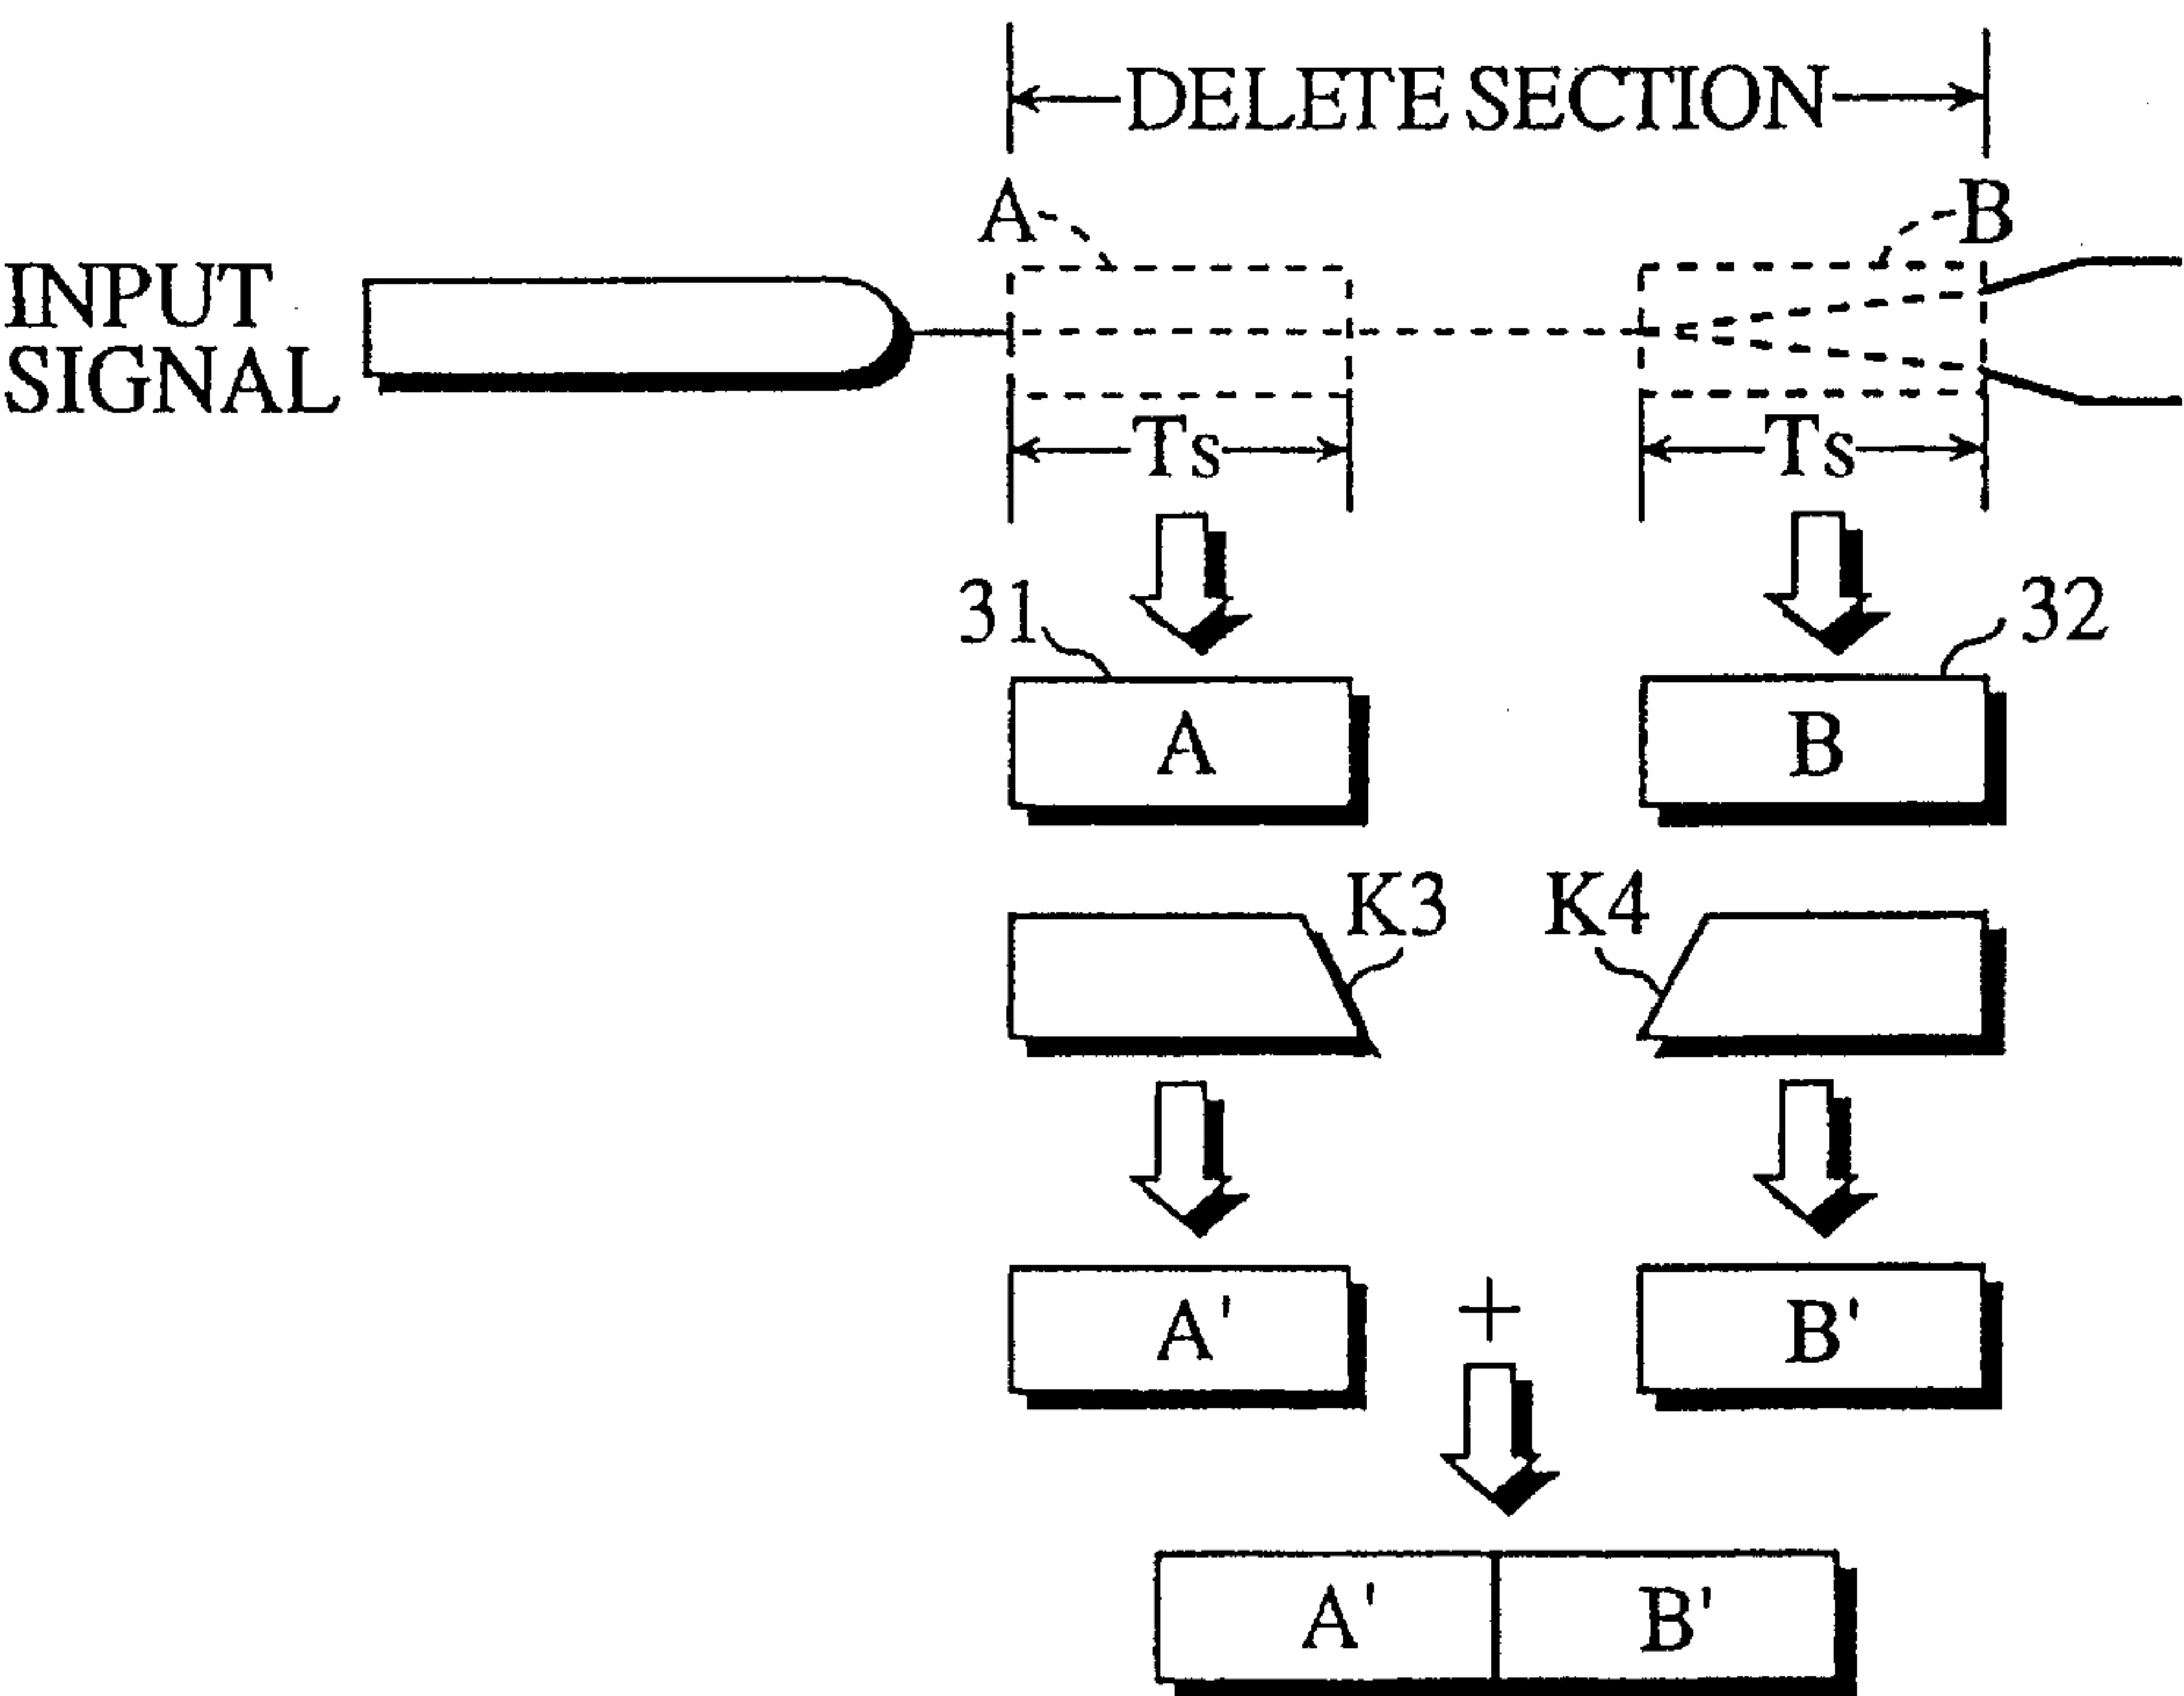 DELETE SECTION
A
B
INPUT
SIGNAL
Ts
Ts
31
32
A
B
K3
K4
A'
+
B'
A'
B'